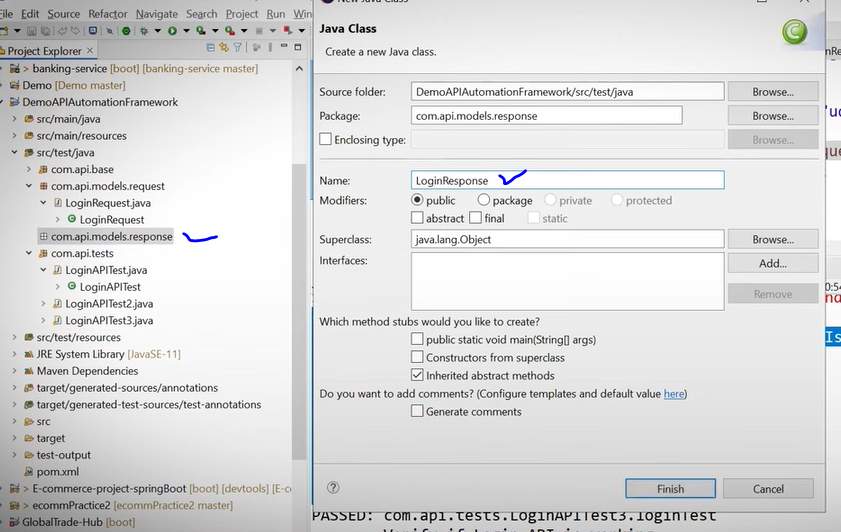 New Java Class
File Edit Source Refactor Navigate Search Project Run
Project Explorer
banking-service [boot] [banking-service master]
Demo [Demo master]
DemoAPIAutomationFramework
src/main/java
src/main/resources
src/test/java
com.api.base
com.api.models.request
LoginRequest.java
LoginRequest
com.api.models.response
com.api.tests
LoginAPITest.java
LoginAPITest
LoginAPITest2.java
LoginAPITest3.java
src/test/resources
JRE System Library [JavaSE-11]
Maven Dependencies
target/generated-sources/annotations
target/generated-test-sources/test-annotations
src
target
test-output
pom.xml
E-commerce-project-springBoot [boot] [devtools] [E-c
ecommPractice2 [ecommPractice2 master]
GlobalTrade-Hub [boot]
Java Class
Create a new Java class.
C
Source folder: DemoAPIAutomationFramework/src/test/java Browse...
Package: com.api.models.response Browse...
Enclosing type: Browse...
Name: LoginResponse
Modifiers: public package private protected
abstract final static
Superclass: java.lang.Object Browse...
Interfaces: Add...
Remove
Which method stubs would you like to create?
public static void main(String[] args)
Constructors from superclass
Inherited abstract methods
Do you want to add comments? (Configure templates and default value here)
Generate comments
? Finish Cancel
PASSED: com.api.tests.LoginAPITest3.loginTest